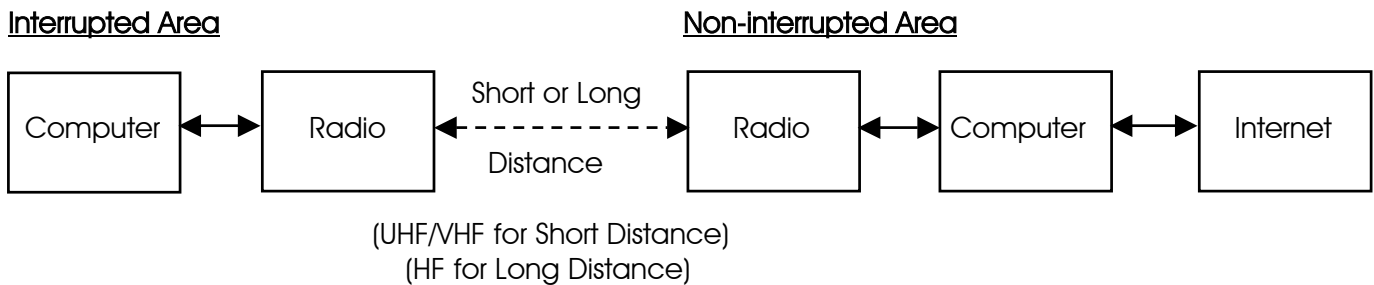 Interrupted Area
Non-interrupted Area
Computer
Radio
Short or Long
Distance
Radio
Computer
Internet
(UHF/VHF for Short Distance)
(HF for Long Distance)